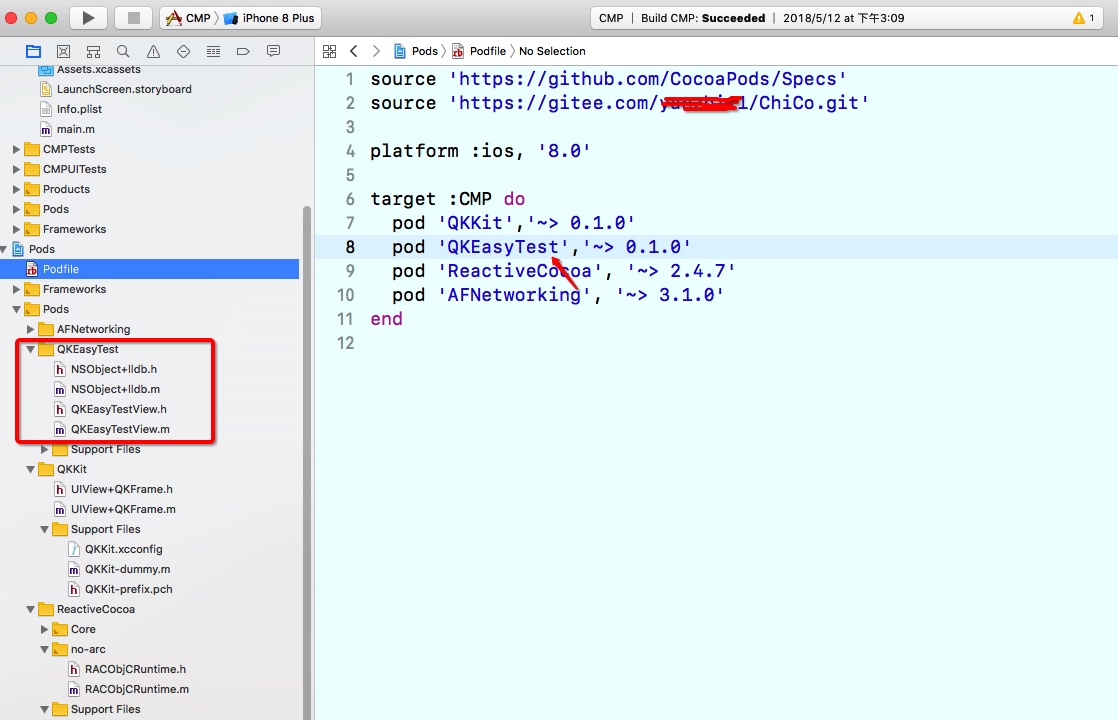 CMP
iPhone 8 Plus
CMP | Build CMP: Succeeded | 2018/5/12 at 下午3:09
1
Pods
Podfile
No Selection
Assets.xcassets
LaunchScreen.storyboard
Info.plist
main.m
CMPTests
CMPUITests
Products
Pods
Frameworks
Pods
Podfile
Frameworks
Pods
AFNetworking
QKEasyTest
NSObject+lldb.h
NSObject+lldb.m
QKEasyTestView.h
QKEasyTestView.m
Support Files
QKKit
UIView+QKFrame.h
UIView+QKFrame.m
Support Files
QKKit.xcconfig
QKKit-dummy.m
QKKit-prefix.pch
ReactiveCocoa
Core
no-arc
RACObjCRuntime.h
RACObjCRuntime.m
Support Files
1 source 'https://github.com/CocoaPods/Specs'
2 source 'https://gitee.com/ 1/ChiCo.git'
3
4 platform :ios, '8.0'
5
6 target :CMP do
7 pod 'QKKit','~> 0.1.0'
8 pod 'QKEasyTest','~> 0.1.0'
9 pod 'ReactiveCocoa', '~> 2.4.7'
10 pod 'AFNetworking', '~> 3.1.0'
11 end
12